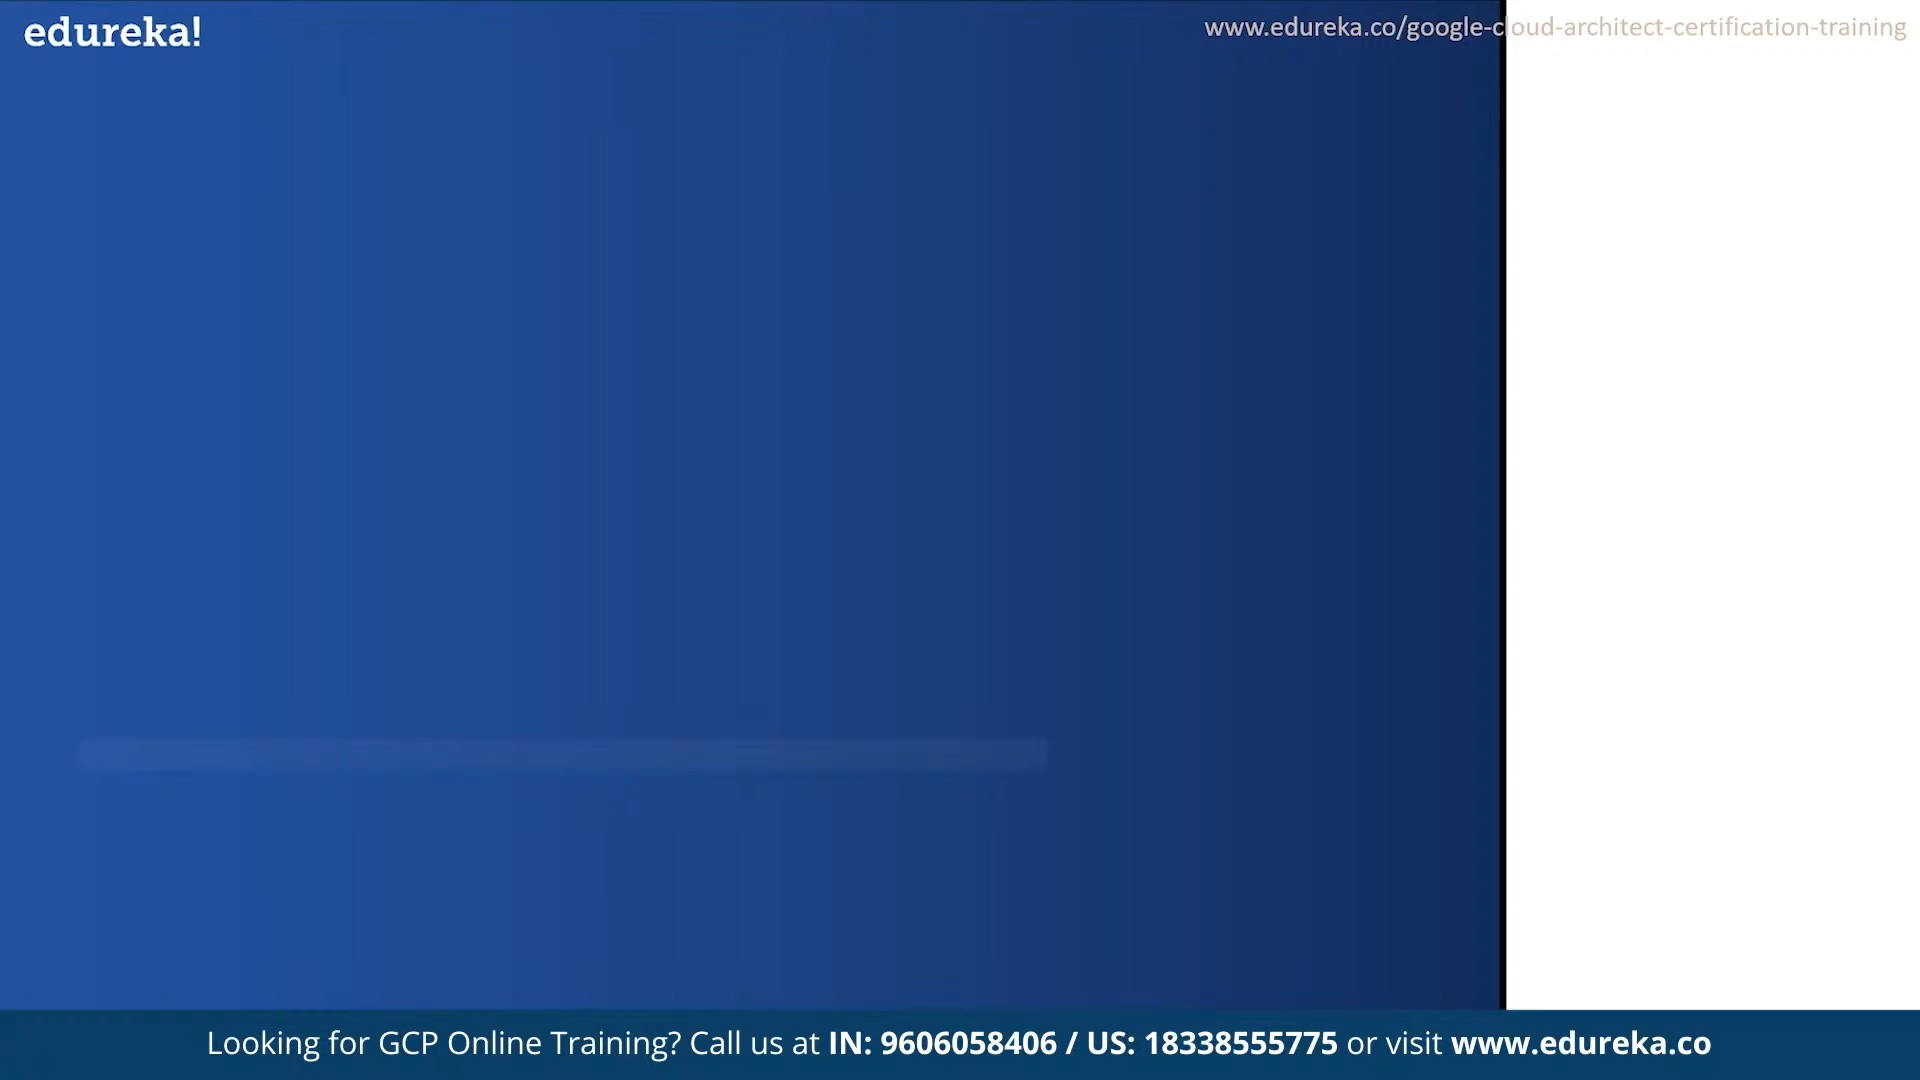 edureka!
www.edureka.co/google-cloud-architect-certification-training
Looking for GCP Online Training? Call us at IN: 9606058406 / US: 18338555775 or visit www.edureka.co